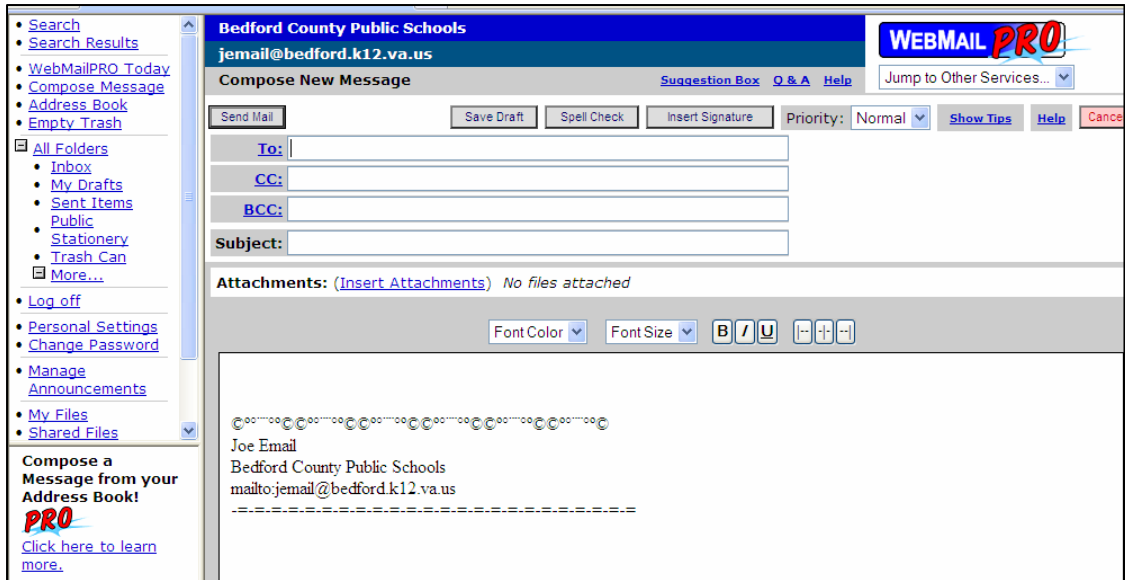 Search
Search Results
WebMailPRO Today
Compose Message
Address Book
Empty Trash
All Folders
Inbox
My Drafts
Sent Items
Public
Stationery
Trash Can
More...
Log off
Personal Settings
Change Password
Manage
Announcements
My Files
Shared Files
Compose a
Message from your
Address Book!
PRO
Click here to learn
more.
Bedford County Public Schools
jemail@bedford.k12.va.us
WEBMAIL PRO
Compose New Message Suggestion Box Q & A Help Jump to Other Services...
Send Mail Save Draft Spell Check Insert Signature Priority: Normal Show Tips Help Cance
To:
CC:
BCC:
Subject:
Attachments: (Insert Attachments) No files attached
Font Color Font Size B I U
Joe Email
Bedford County Public Schools
mailto:jemail@bedford.k12.va.us
-=-=-=-=-=-=-=-=-=-=-=-=-=-=-=-=-=-=-=-=-=-=-=-=